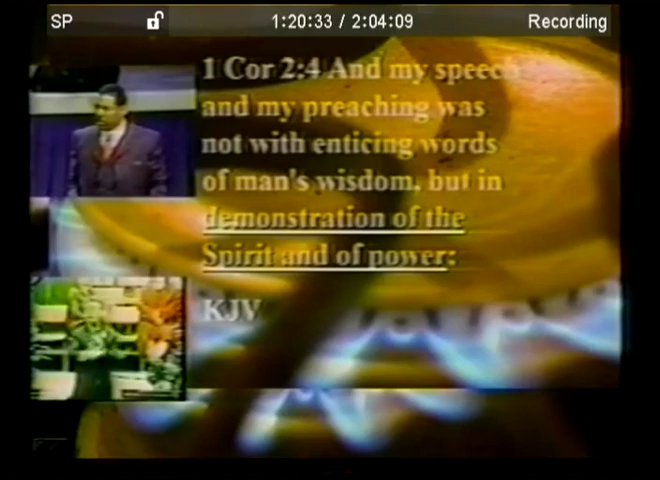 SP 1:20:33 / 2:04:09 Recording
1 Cor 2:4 And my speech
and my preaching was
not with enticing words
of man's wisdom, but in
demonstration of the
Spirit and of power:
KJV